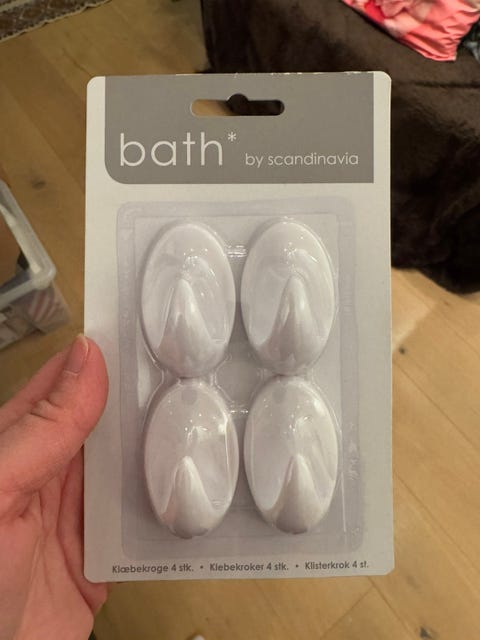 bath*
by scandinavia
Klæbekroge 4 stk. • Klebekroker 4 stk. • Klisterkrok 4 st.